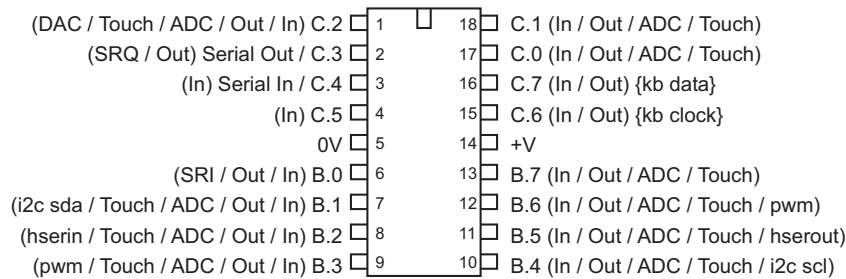 (DAC / Touch / ADC / Out / In) C.2 1 18 C.1 (In / Out / ADC / Touch)
(SRQ / Out) Serial Out / C.3 2 17 C.0 (In / Out / ADC / Touch)
(In) Serial In / C.4 3 16 C.7 (In / Out) {kb data}
(In) C.5 4 15 C.6 (In / Out) {kb clock}
0V 5 14 +V
(SRI / Out / In) B.0 6 13 B.7 (In / Out / ADC / Touch)
(i2c sda / Touch / ADC / Out / In) B.1 7 12 B.6 (In / Out / ADC / Touch / pwm)
(hserin / Touch / ADC / Out / In) B.2 8 11 B.5 (In / Out / ADC / Touch / hserout)
(pwm / Touch / ADC / Out / In) B.3 9 10 B.4 (In / Out / ADC / Touch / i2c scl)